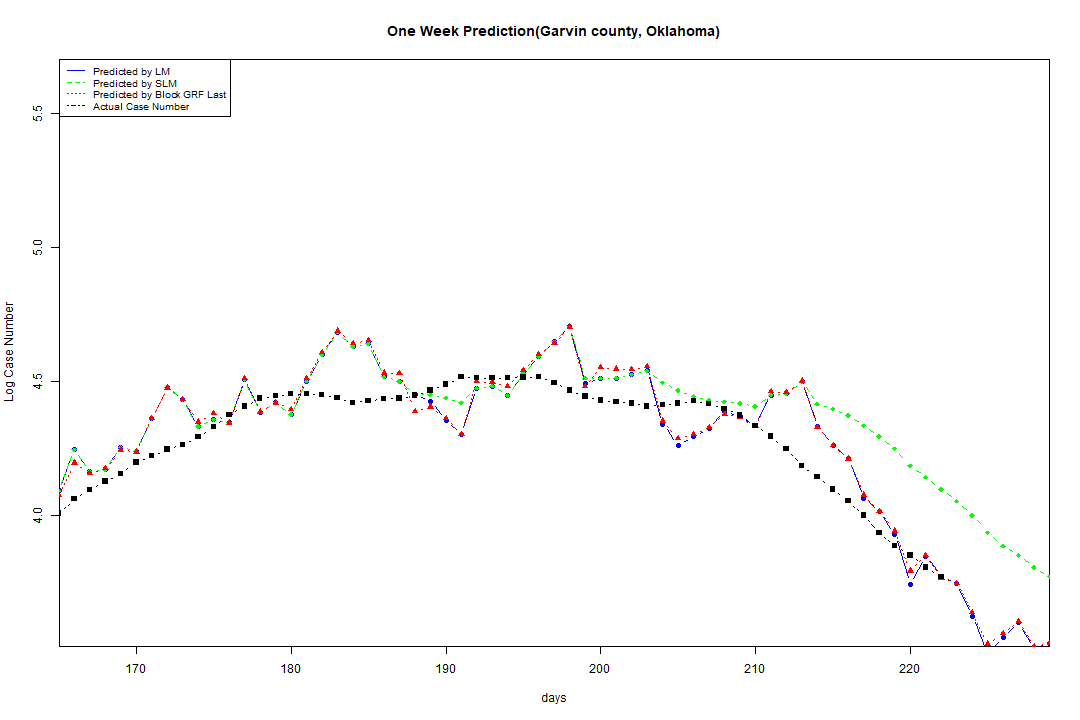 One Week Prediction(Garvin county, Oklahoma)
Predicted by LM
Predicted by SLM
Predicted by Block GRF Last
Actual Case Number
5.5
5.0
4.5
4.0
Log Case Number
170 180 190 200 210 220
days